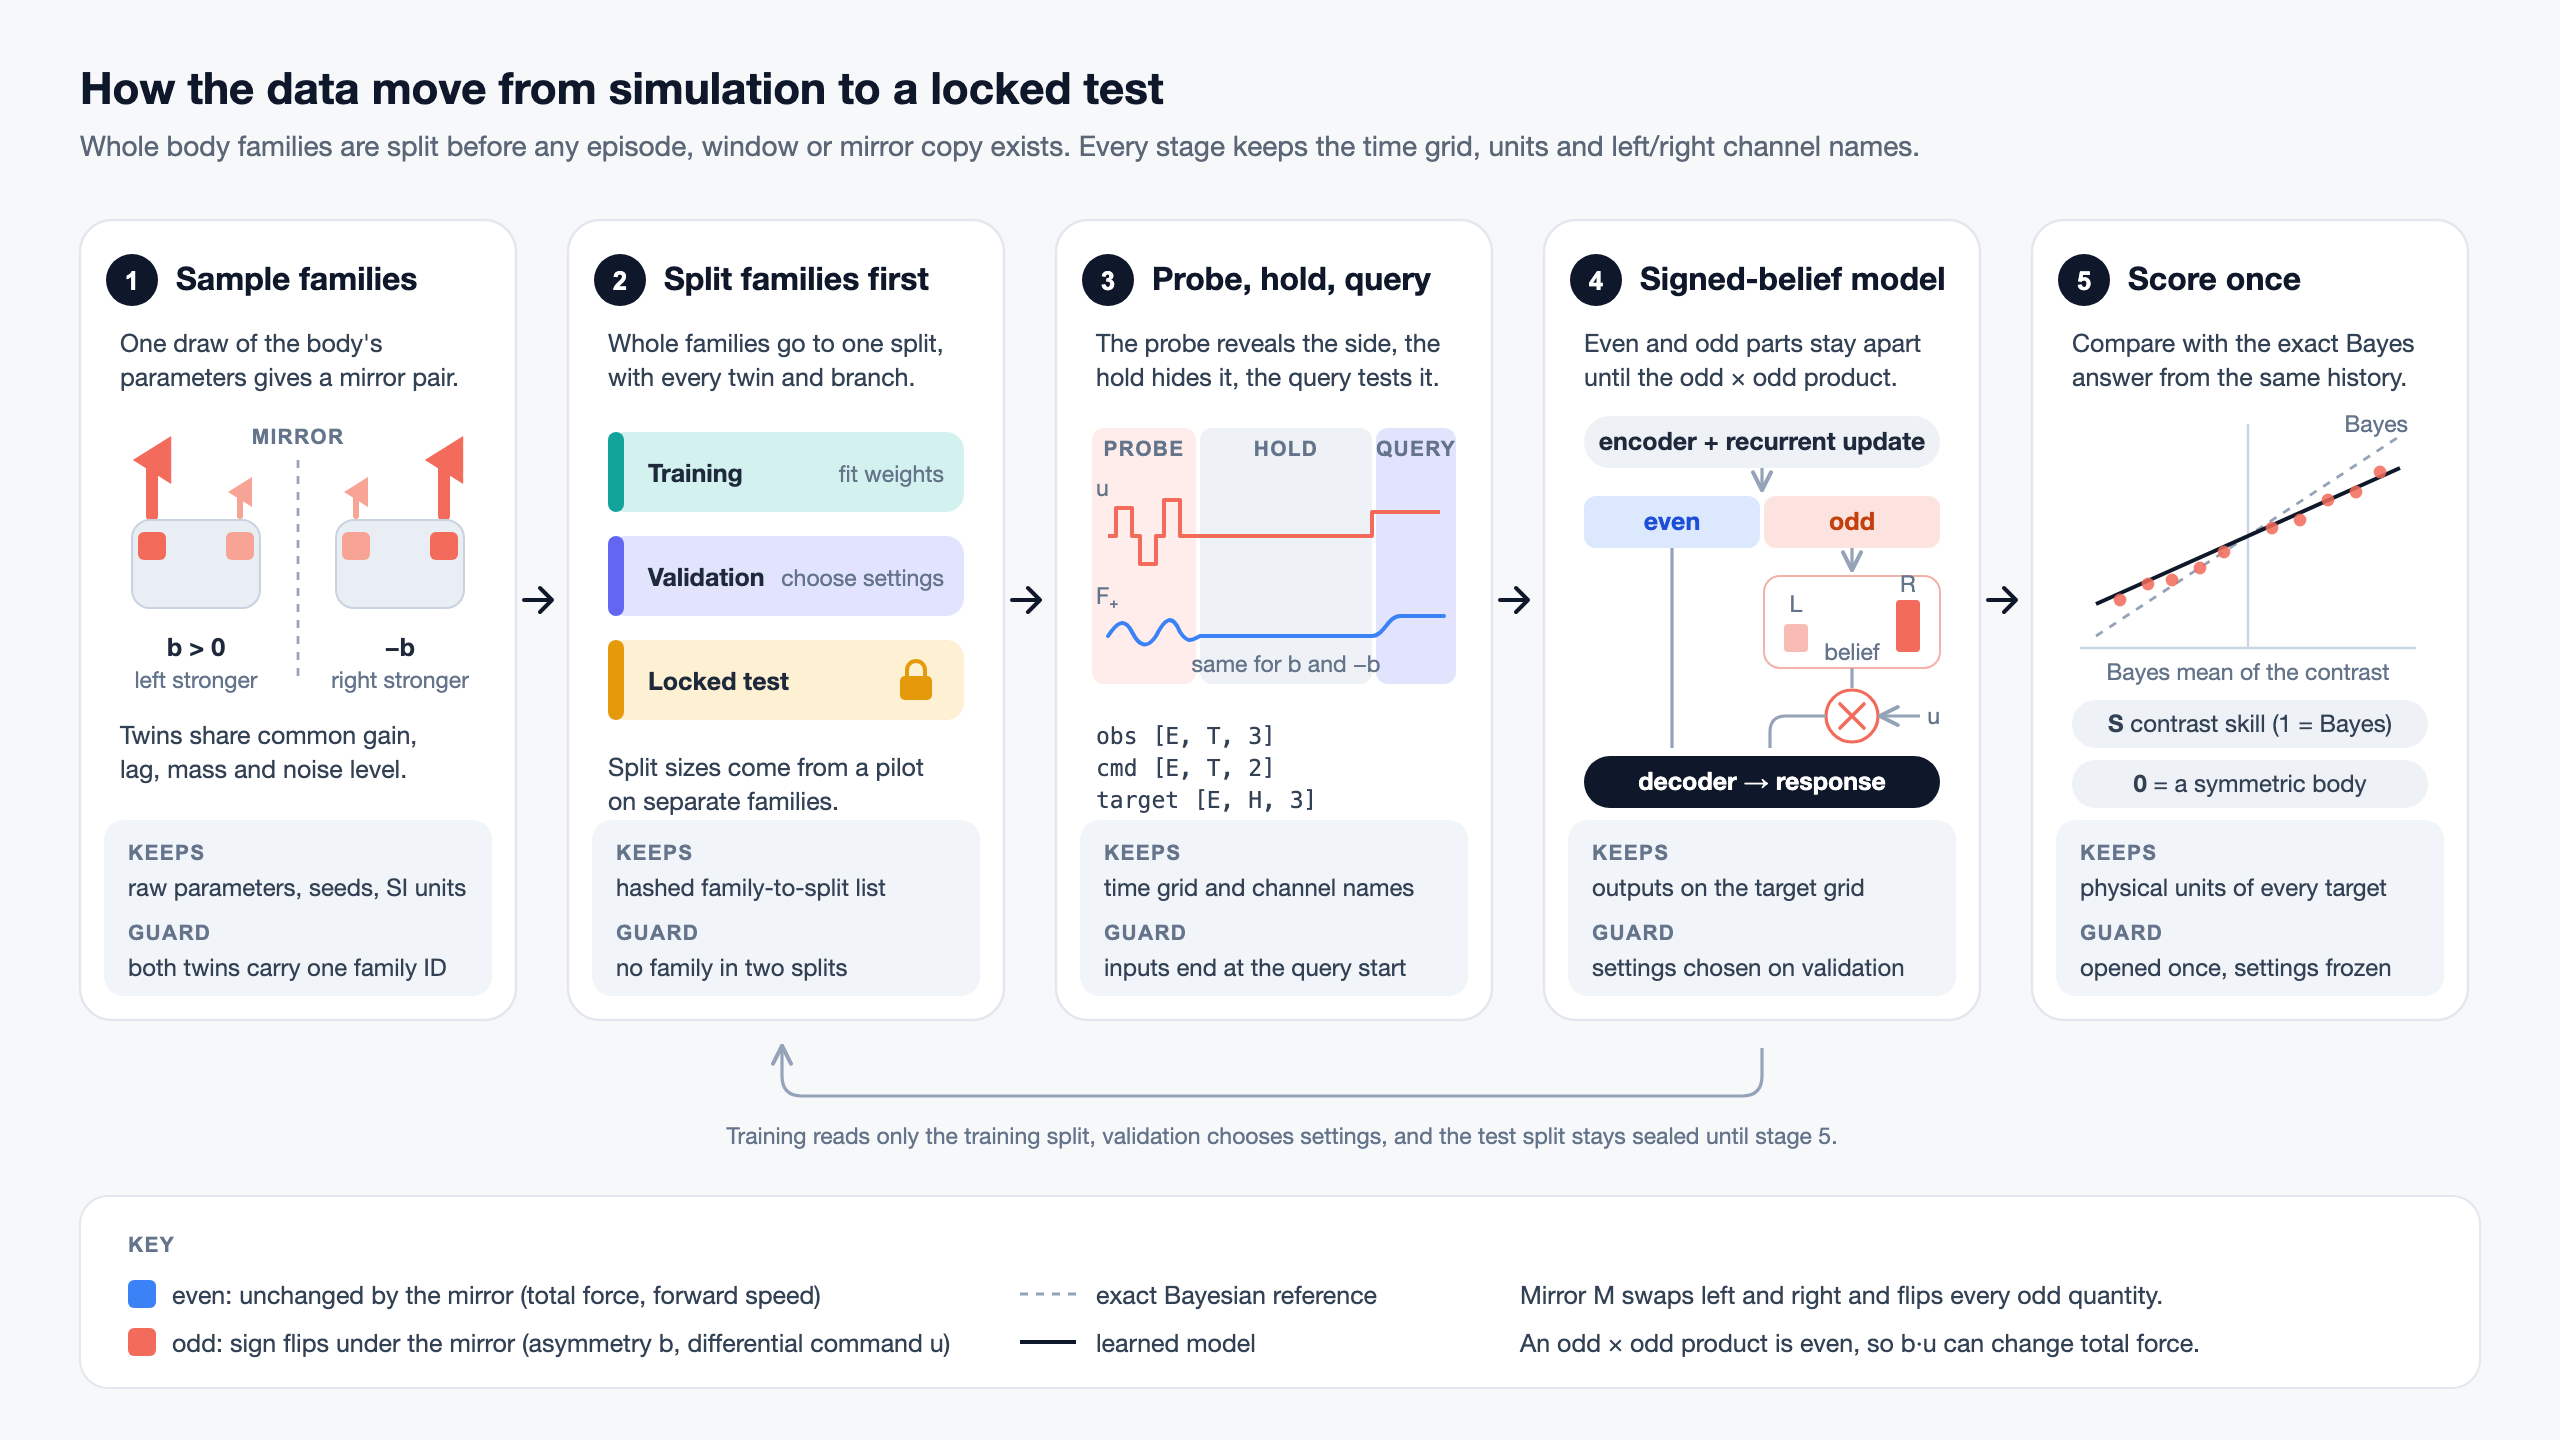 How the data move from simulation to a locked test
Whole body families are split before any episode, window or mirror copy exists. Every stage keeps the time grid, units and left/right channel names.
1 Sample families
One draw of the body's
parameters gives a mirror pair.
MIRROR
b > 0
left stronger
−b
right stronger
Twins share common gain,
lag, mass and noise level.
KEEPS
raw parameters, seeds, SI units
GUARD
both twins carry one family ID
2 Split families first
Whole families go to one split,
with every twin and branch.
Training fit weights
Validation choose settings
Locked test
Split sizes come from a pilot
on separate families.
KEEPS
hashed family-to-split list
GUARD
no family in two splits
3 Probe, hold, query
The probe reveals the side, the
hold hides it, the query tests it.
PROBE HOLD QUERY
u
F₊
same for b and −b
obs [E, T, 3]
cmd [E, T, 2]
target [E, H, 3]
KEEPS
time grid and channel names
GUARD
inputs end at the query start
4 Signed-belief model
Even and odd parts stay apart
until the odd × odd product.
encoder + recurrent update
even odd
L R
belief
u
decoder → response
KEEPS
outputs on the target grid
GUARD
settings chosen on validation
5 Score once
Compare with the exact Bayes
answer from the same history.
Bayes
Bayes mean of the contrast
S contrast skill (1 = Bayes)
0 = a symmetric body
KEEPS
physical units of every target
GUARD
opened once, settings frozen
Training reads only the training split, validation chooses settings, and the test split stays sealed until stage 5.
KEY
even: unchanged by the mirror (total force, forward speed)
odd: sign flips under the mirror (asymmetry b, differential command u)
exact Bayesian reference
learned model
Mirror M swaps left and right and flips every odd quantity.
An odd × odd product is even, so b·u can change total force.